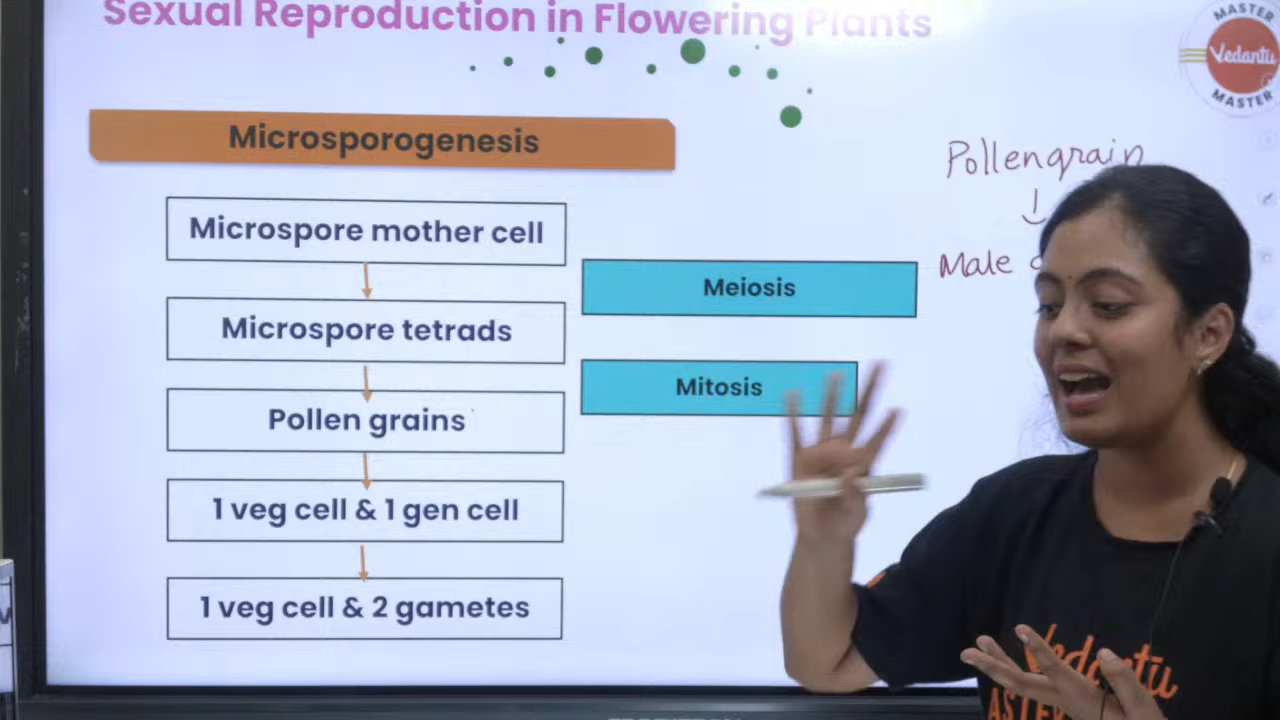 Sexual Reproduction in Flowering Plants
MASTER
Vedantu
MASTER
Microsporogenesis
Pollengrain
Microspore mother cell
Male
Meiosis
Microspore tetrads
Mitosis
Pollen grains
1 veg cell & 1 gen cell
1 veg cell & 2 gametes
Vedantu